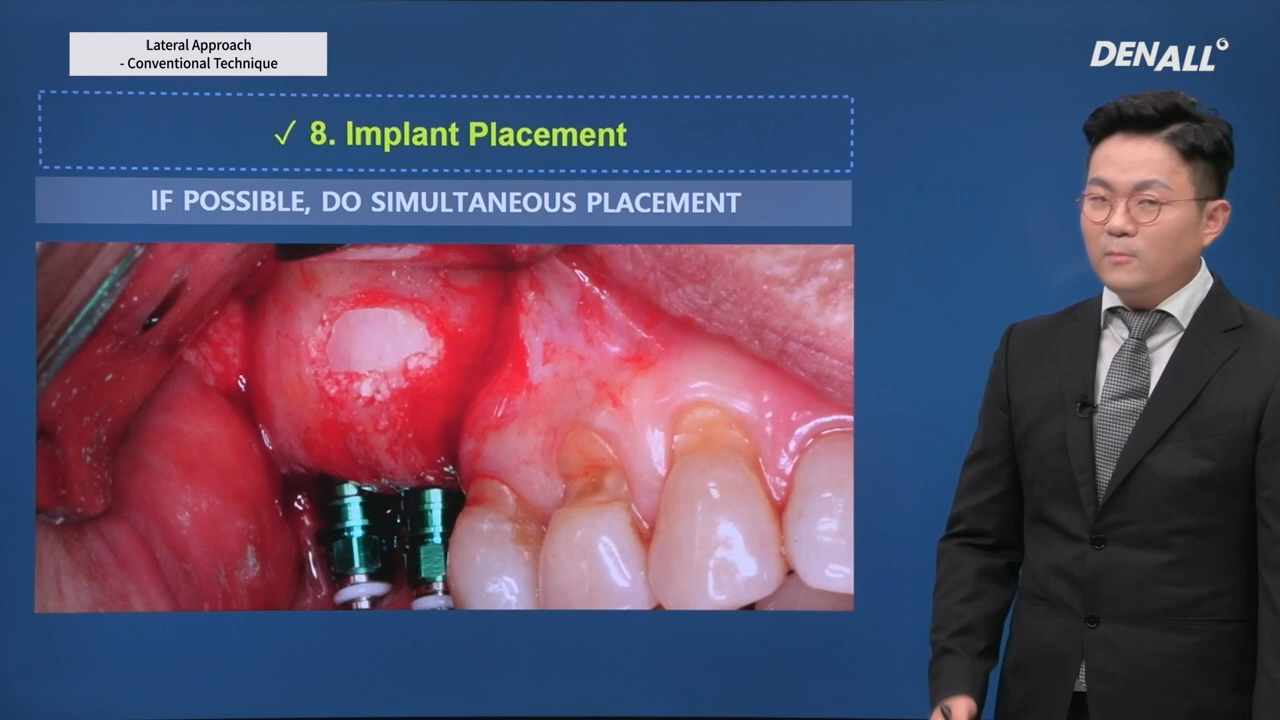 Lateral Approach
- Conventional Technique
DENALL
✓ 8. Implant Placement
IF POSSIBLE, DO SIMULTANEOUS PLACEMENT